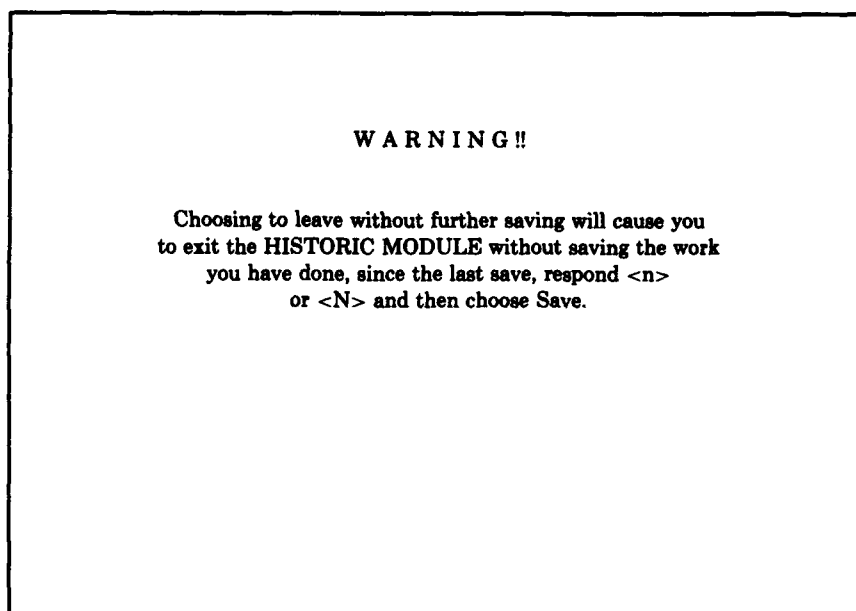 W A R N I N G !!
Choosing to leave without further saving will cause you
to exit the HISTORIC MODULE without saving the work
you have done, since the last save, respond <n>
or <N> and then choose Save.